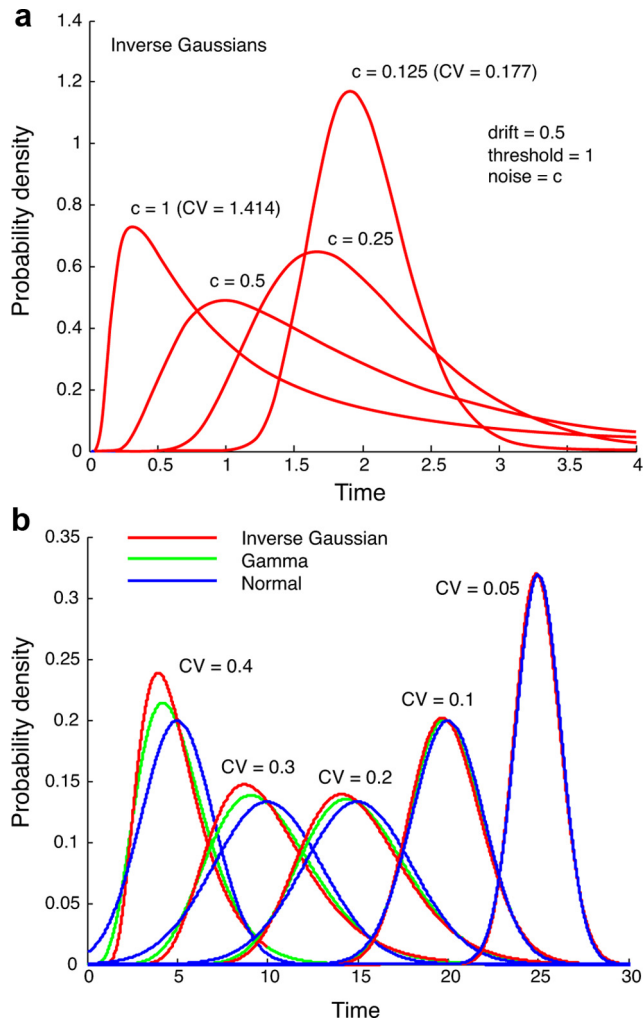 a
Inverse Gaussians
c = 0.125 (CV = 0.177)
drift = 0.5
threshold = 1
noise = c
c = 1 (CV = 1.414)
c = 0.25
c = 0.5
Probability density
1.4
1.2
1
0.8
0.6
0.4
0.2
0
0 0.5 1 1.5 2 2.5 3 3.5 4
Time
b
Inverse Gaussian
Gamma
Normal
CV = 0.05
CV = 0.4
CV = 0.1
CV = 0.3
CV = 0.2
Probability density
0.35
0.3
0.25
0.2
0.15
0.1
0.05
0
0 5 10 15 20 25 30
Time